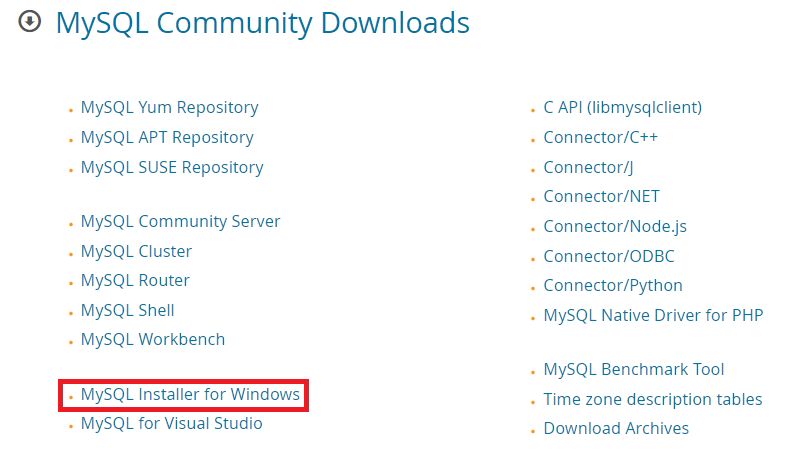 MySQL Community Downloads
MySQL Yum Repository
MySQL APT Repository
MySQL SUSE Repository
MySQL Community Server
MySQL Cluster
MySQL Router
MySQL Shell
MySQL Workbench
MySQL Installer for Windows
MySQL for Visual Studio
C API (libmysqlclient)
Connector/C++
Connector/J
Connector/NET
Connector/Node.js
Connector/ODBC
Connector/Python
MySQL Native Driver for PHP
MySQL Benchmark Tool
Time zone description tables
Download Archives